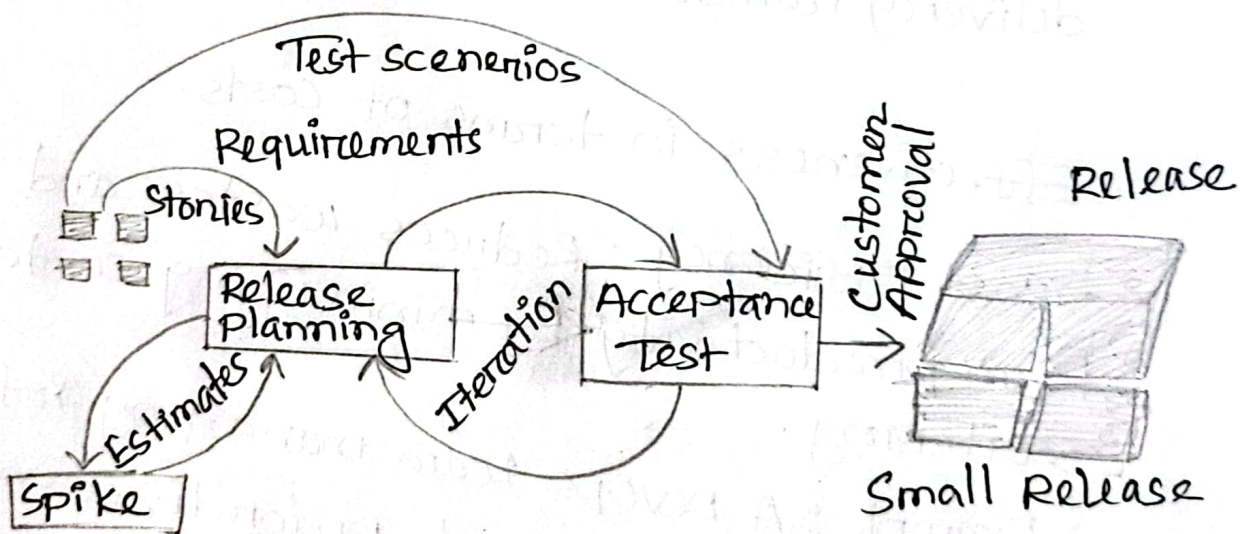 Test scenerios
Requirements
Stories
Release
Planning
Estimates
Spike
Iteration
Acceptance
Test
Customer
Approval
Release
Small Release